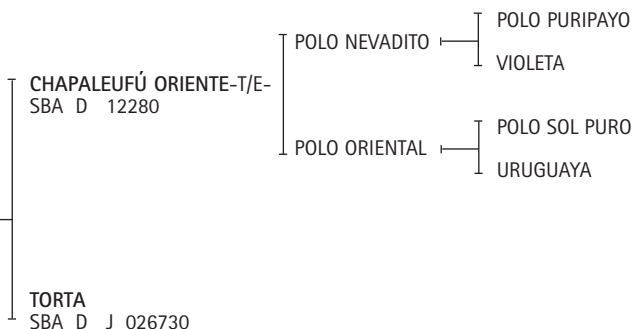 POLO PURIPAYO
POLO NEVADITO
VIOLETA
CHAPALEUFÚ ORIENTE-T/E-
SBA D 12280
POLO SOL PURO
POLO ORIENTAL
URUGUAYA
TORTA
SBA D J 026730